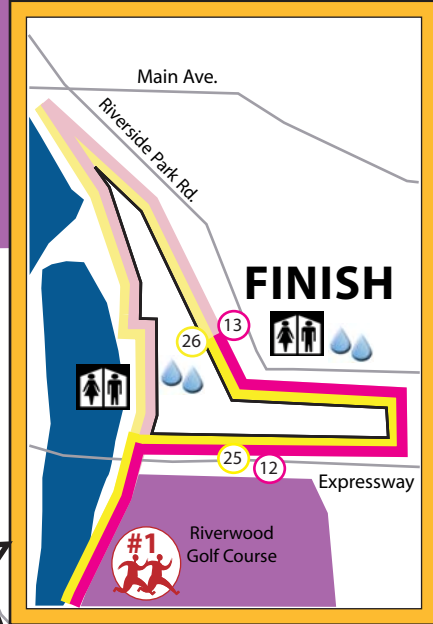 Main Ave.
Riverside Park Rd.
FINISH
13
26
25
12
Expressway
#1
Riverwood
Golf Course